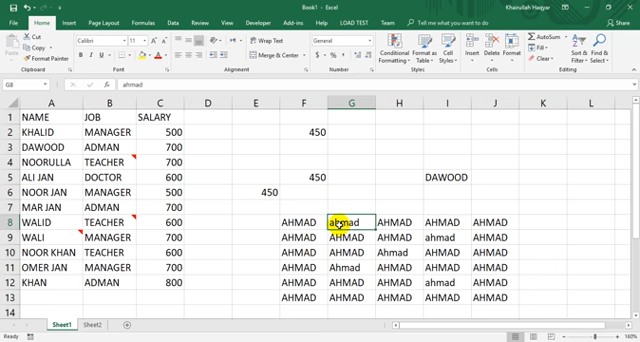 Book1 - Excel
Khairullah Haqyar
File Home Insert Page Layout Formulas Data Review View Developer Add-ins Help LOAD TEST Team Tell me what you want to do Share
Cut
Copy
Format Painter
Clipboard
Calibri 11
Font
Wrap Text
Merge & Center
Alignment
General
Number
Conditional Formatting
Format as Table
Cell Styles
Styles
Insert Delete Format
Cells
AutoSum
Fill
Clear
Sort & Filter
Find & Select
Editing
G8 ahmad
A B C D E F G H I J K L
1 NAME JOB SALARY
2 KHALID MANAGER 500 450
3 DAWOOD ADMAN 700
4 NOORULLA TEACHER 700
5 ALI JAN DOCTOR 600 450 DAWOOD
6 NOOR JAN MANAGER 500 450
7 MAR JAN ADMAN 700
8 WALID TEACHER 600 AHMAD ahmad AHMAD AHMAD AHMAD
9 WALI MANAGER 700 AHMAD AHMAD AHMAD ahmad AHMAD
10 NOOR KHAN TEACHER 600 AHMAD AHMAD Ahmad AHMAD AHMAD
11 OMER JAN MANAGER 700 AHMAD Ahmad AHMAD AHMAD AHMAD
12 KHAN ADMAN 800 AHMAD AHMAD AHMAD ahmad AHMAD
13 AHMAD AHMAD AHMAD AHMAD AHMAD
14
Sheet1 Sheet2
Ready
160%